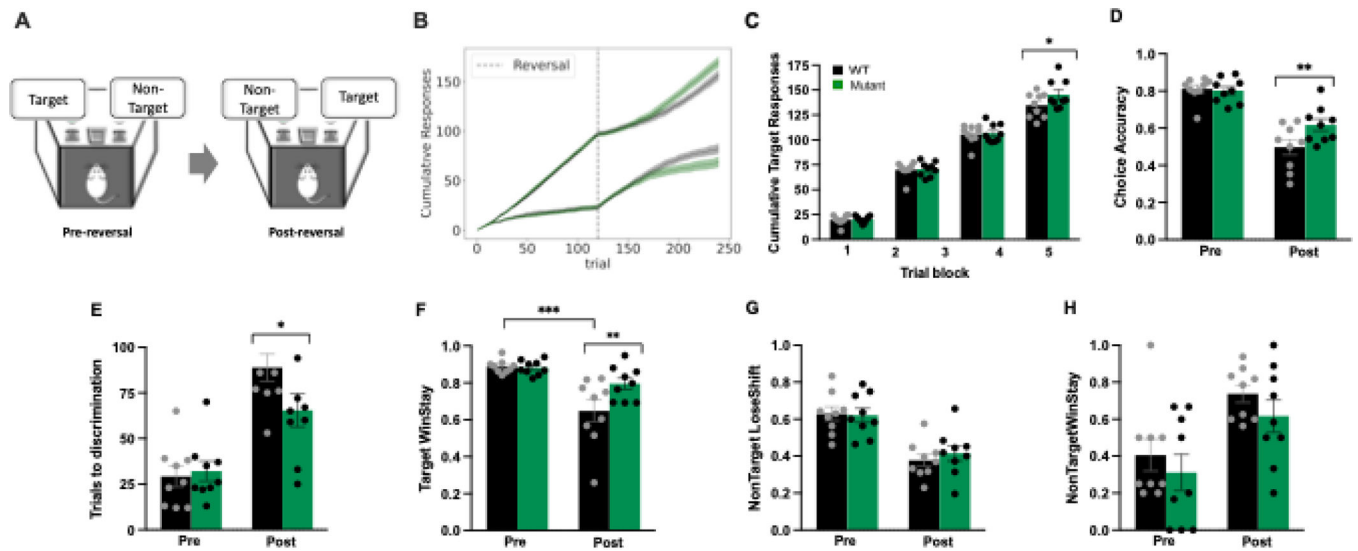 A
Target
Non-
Target
Pre-reversal
Non-
Target
Target
Post-reversal
B
Reversal
Cumulative Responses
150
100
50
0
0
50
100
150
200
250
trial
C
*
WT
Mutant
Cumulative Target Responses
175
150
125
100
75
50
25
0
1
2
3
4
5
Trial block
D
**
Choice Accuracy
1.0
0.8
0.6
0.4
0.2
0.0
Pre
Post
E
*
Trials to discrimination
100
75
50
25
0
Pre
Post
F
***
**
Target WinStay
1.0
0.8
0.6
0.4
0.2
0.0
Pre
Post
G
NonTarget LoseShift
1.0
0.8
0.6
0.4
0.2
0.0
Pre
Post
H
NonTargetWinStay
1.0
0.8
0.6
0.4
0.2
0.0
Pre
Post